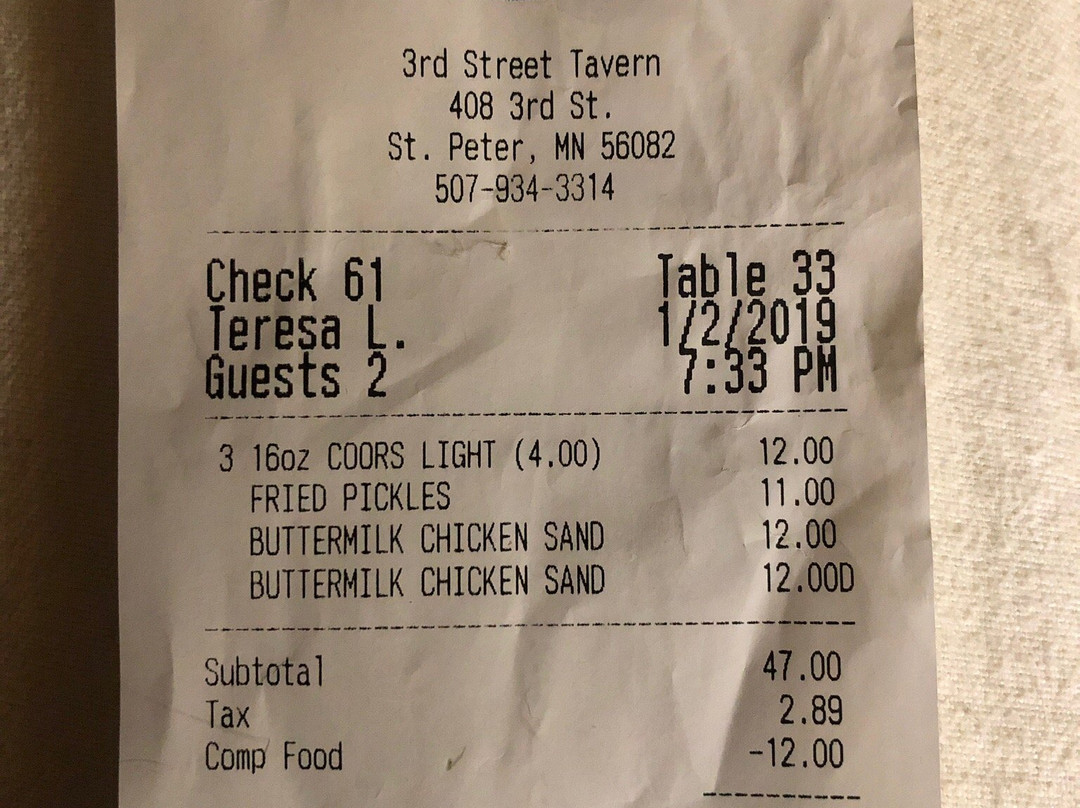 3rd Street Tavern
408 3rd St.
St. Peter, MN 56082
507-934-3314
Check 61 Table 33
Teresa L. 1/2/2019
Guests 2 7:33 PM
3 16oz COORS LIGHT (4.00) 12.00
FRIED PICKLES 11.00
BUTTERMILK CHICKEN SAND 12.00
BUTTERMILK CHICKEN SAND 12.00D
Subtotal 47.00
Tax 2.89
Comp Food -12.00